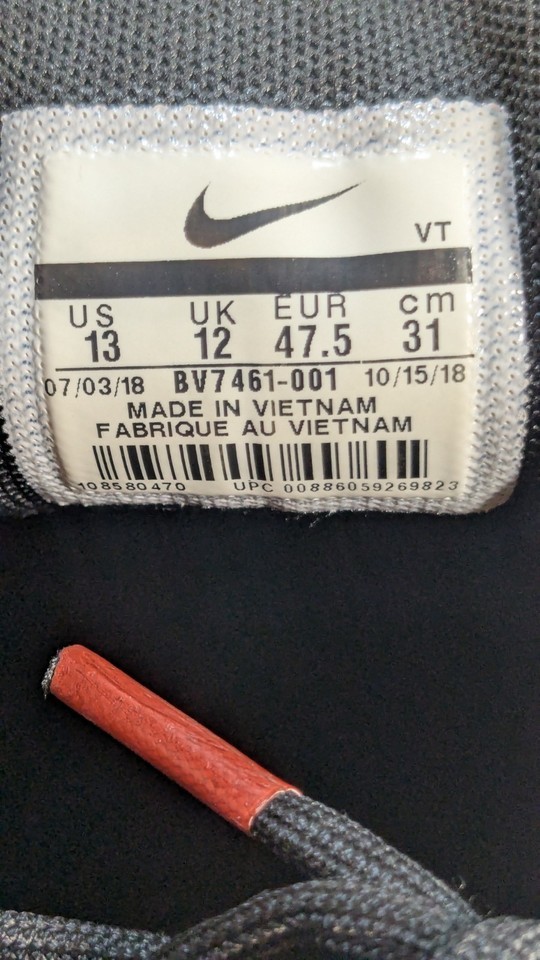 VT
US UK EUR cm
13 12 47.5 31
07/03/18 BV7461-001 10/15/18
MADE IN VIETNAM
FABRIQUE AU VIETNAM
108580470 UPC 00886059269823